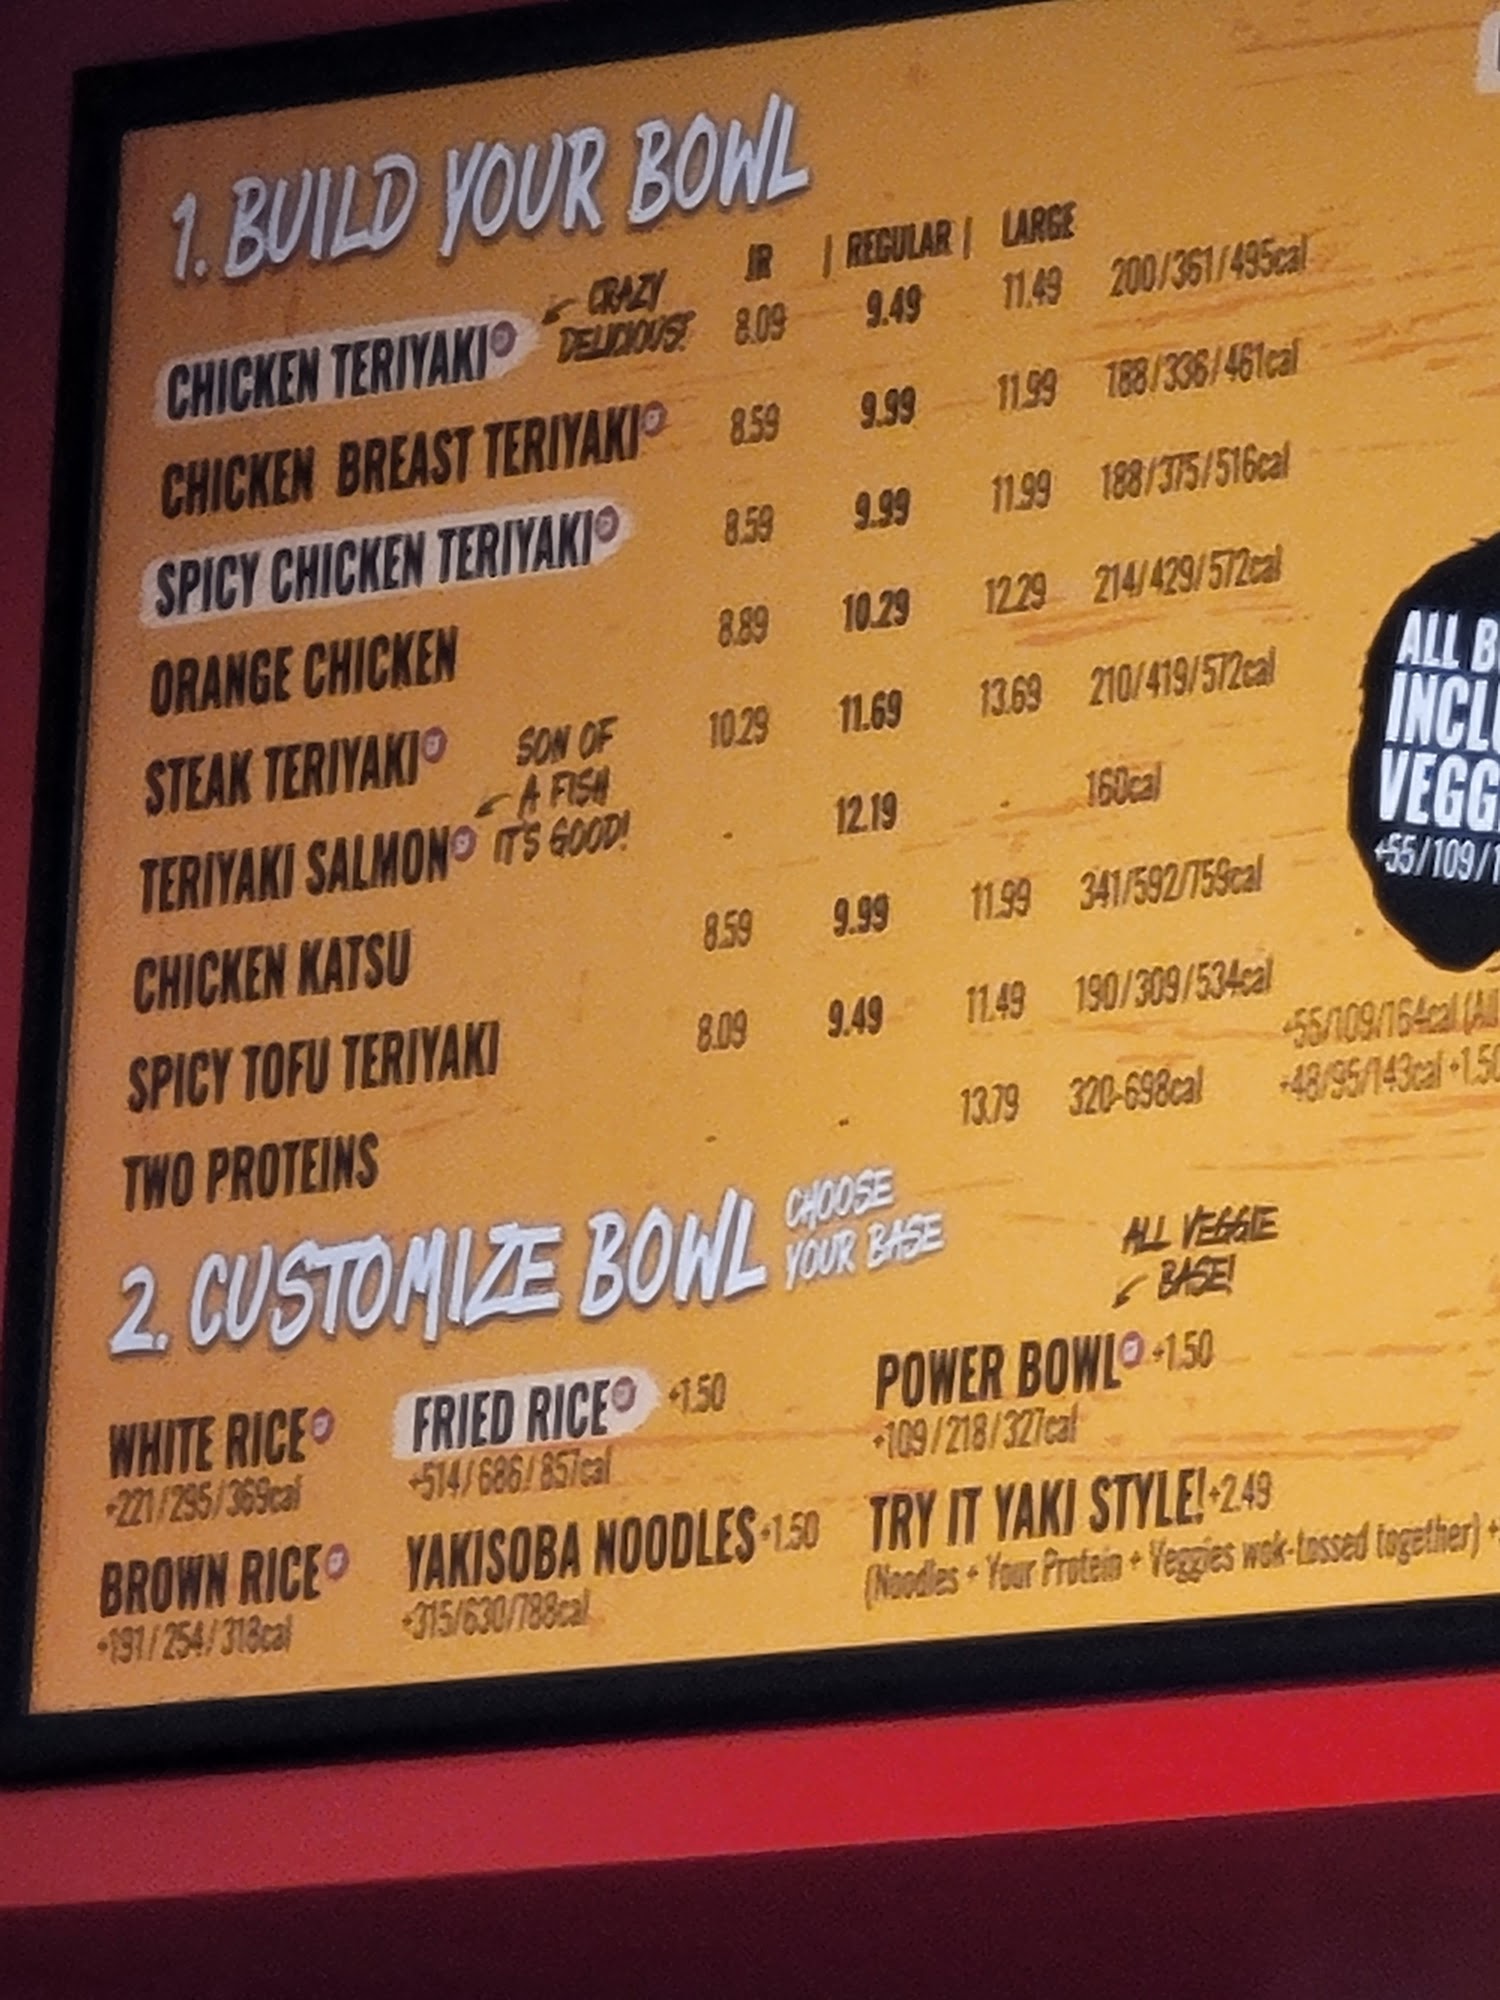 1. BUILD YOUR BOWL
JR | REGULAR | LARGE
CHICKEN TERIYAKI CRAZY DELICIOUS! 8.09 9.49 11.49 200/361/495cal
CHICKEN BREAST TERIYAKI 8.59 9.99 11.99 188/336/461cal
SPICY CHICKEN TERIYAKI 8.59 9.99 11.99 188/375/516cal
ORANGE CHICKEN 8.89 10.29 12.29 214/429/572cal
STEAK TERIYAKI 10.29 11.69 13.69 210/419/572cal
TERIYAKI SALMON SON OF A FISH IT'S GOOD! - 12.19 - 160cal
CHICKEN KATSU 8.59 9.99 11.99 341/592/759cal
SPICY TOFU TERIYAKI 8.09 9.49 11.49 190/309/534cal
TWO PROTEINS - - 13.79 320-698cal
ALL
INCL
VEGG
+55/109/1
+55/109/164cal (All
+48/95/143cal +1.50
2. CUSTOMIZE BOWL CHOOSE
YOUR BASE
ALL VEGGIE
BASE!
WHITE RICE
+221/295/369cal
FRIED RICE +1.50
+514/686/857cal
POWER BOWL +1.50
+109/218/327cal
BROWN RICE
+191/254/318cal
YAKISOBA NOODLES +1.50
+315/630/788cal
TRY IT YAKI STYLE! +2.49
(Noodles + Your Protein + Veggies wok-tossed together) +